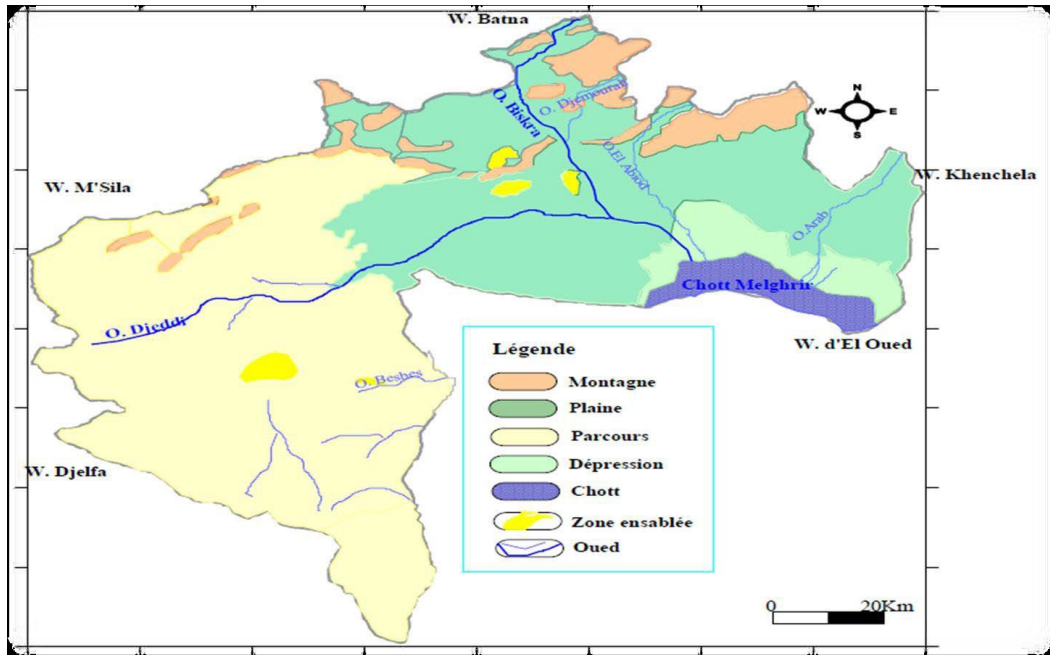 W. Batna
N
W E
S
O. Biskra
O. Djemourah
O.El Abiod
W. M'Sila
W. Khenchela
O.Arab
Chott Melghrir
O. Djeddi
W. d'El Oued
O. Besbes
W. Djelfa
Légende
Montagne
Plaine
Parcours
Dépression
Chott
Zone ensablée
Oued
0 20Km